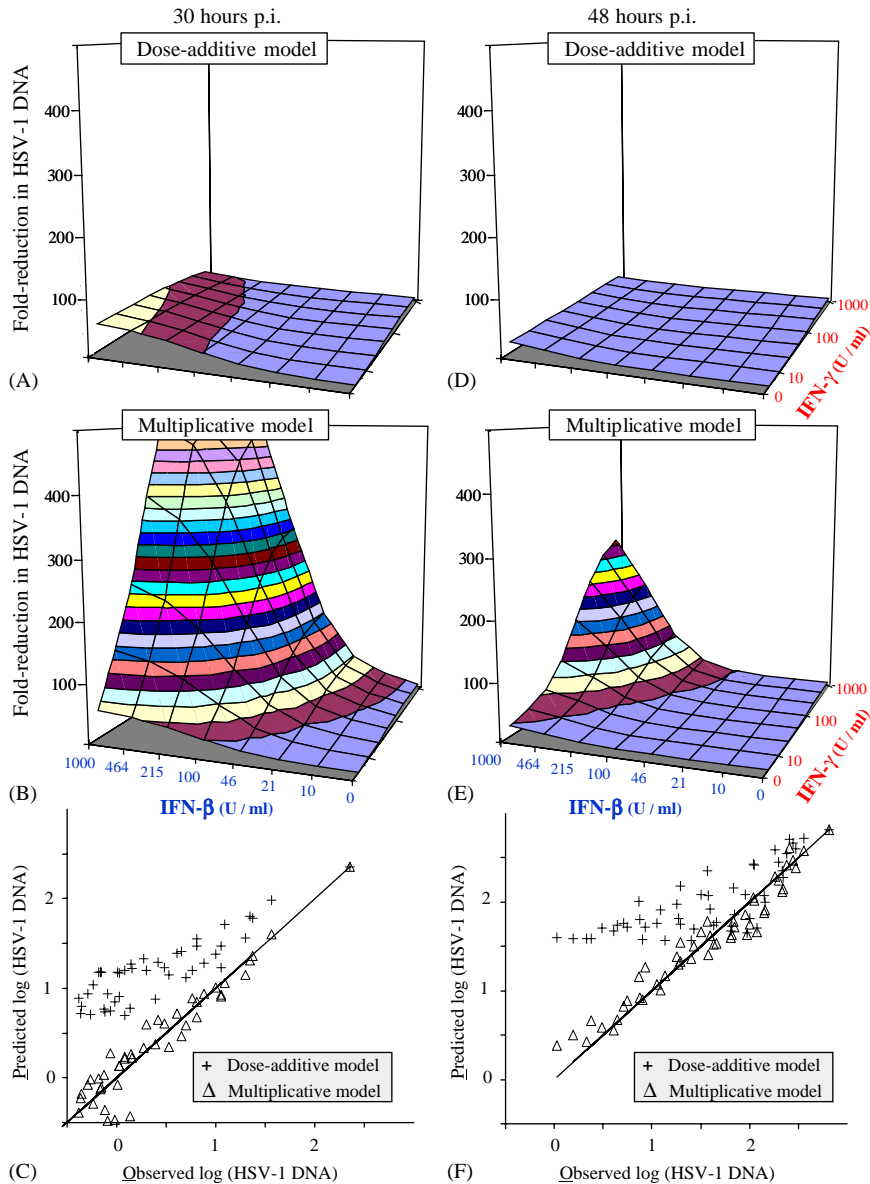 30 hours p.i.
48 hours p.i.
Dose-additive model
Fold-reduction in HSV-1 DNA
400
300
200
100
(A)
Dose-additive model
400
300
200
100
1000
100
10
0
IFN-γ (U / ml)
(D)
Multiplicative model
Fold-reduction in HSV-1 DNA
400
300
200
100
1000
464
215
100
46
21
10
0
(B)
IFN-β (U / ml)
Multiplicative model
400
300
200
100
1000
100
10
0
IFN-γ (U / ml)
1000
464
215
100
46
21
10
0
(E)
IFN-β (U / ml)
Predicted log (HSV-1 DNA)
2
1
0
+ Dose-additive model
△ Multiplicative model
0
1
2
(C)
Observed log (HSV-1 DNA)
Predicted log (HSV-1 DNA)
2
1
0
+ Dose-additive model
△ Multiplicative model
0
1
2
(F)
Observed log (HSV-1 DNA)